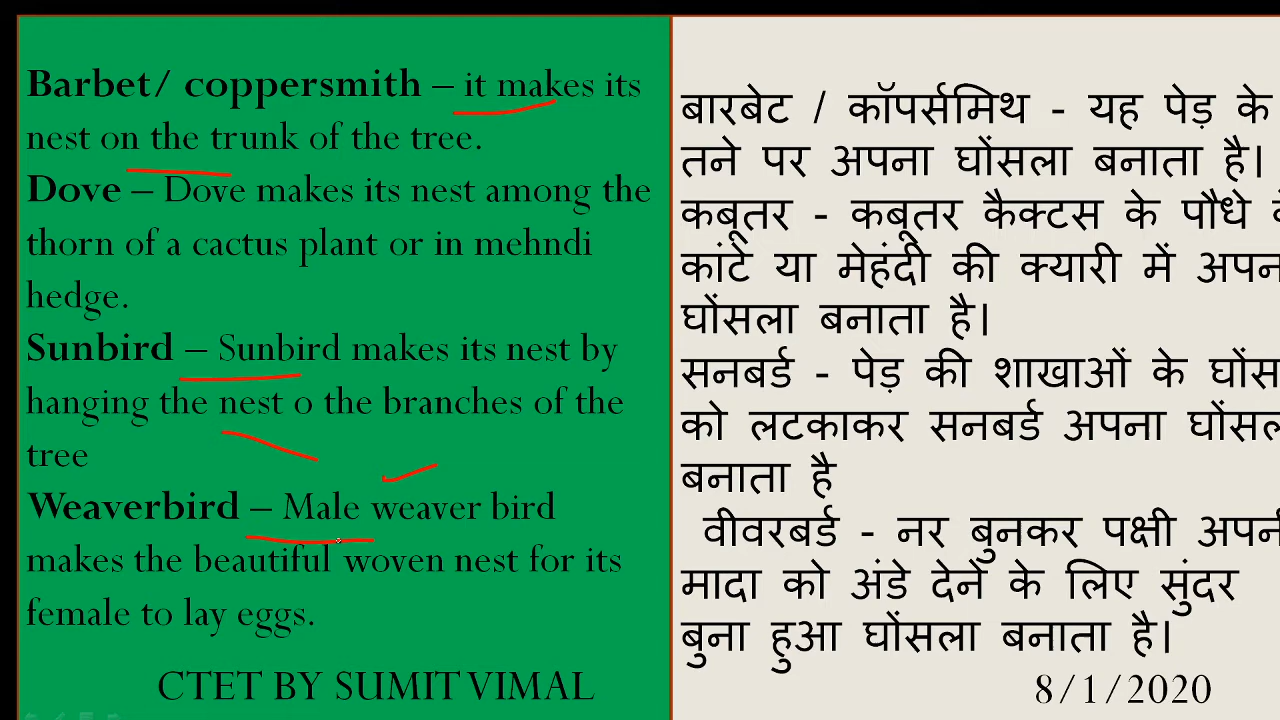 Barbet/ coppersmith – it makes its
nest on the trunk of the tree.
Dove – Dove makes its nest among the
thorn of a cactus plant or in mehndi
hedge.
Sunbird – Sunbird makes its nest by
hanging the nest o the branches of the
tree
Weaverbird – Male weaver bird
makes the beautiful woven nest for its
female to lay eggs.
CTET BY SUMIT VIMAL
बारबेट / कॉपर्समिथ - यह पेड़ के
तने पर अपना घोंसला बनाता है।
कबूतर - कबूतर कैक्टस के पौधे
कांटे या मेहंदी की क्यारी में
घोंसला बनाता है।
सनबर्ड - पेड़ की शाखाओं के
को लटकाकर सनबर्ड अपना
बनाता है
वीवरबर्ड - नर बुनकर पक्षी
मादा को अंडे देने के लिए सुंदर
बुना हुआ घोंसला बनाता है।
8/1/2020